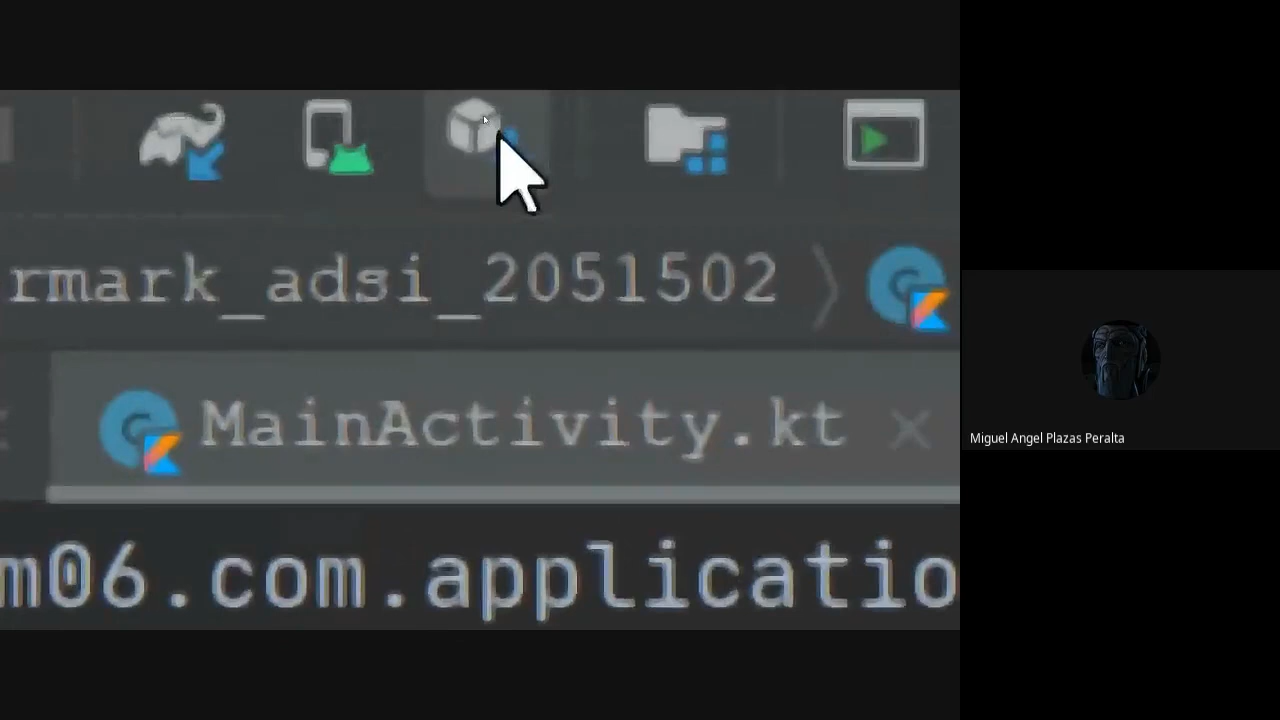 rmark_adsi_2051502
MainActivity.kt
m06.com.applicatio
Miguel Angel Plazas Peralta